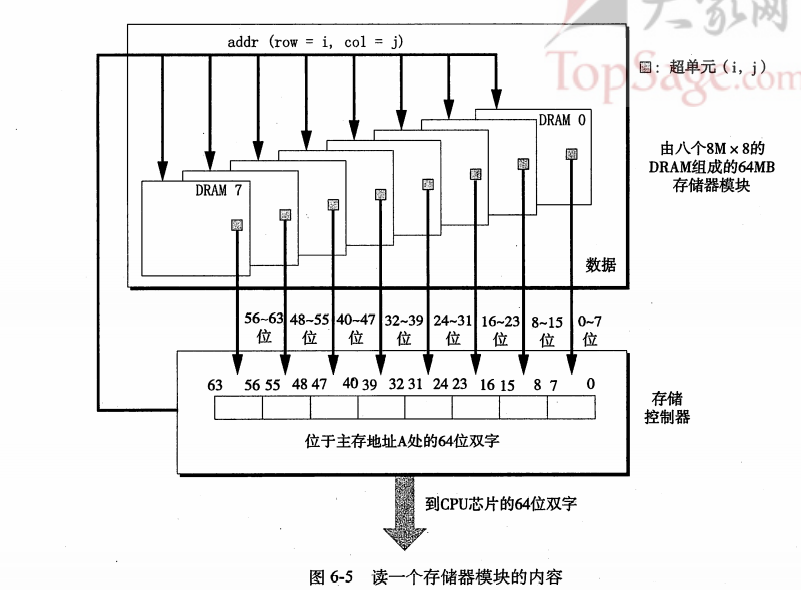 大家网
TopSage.com
addr (row = i, col = j)
：超单元 (i, j)
DRAM 0
由八个8M×8的
DRAM组成的64MB
存储器模块
DRAM 7
数据
56~63
位
48~55
位
40~47
位
32~39
位
24~31
位
16~23
位
8~15
位
0~7
位
63 56 55 48 47 40 39 32 31 24 23 16 15 8 7 0
存储
控制器
位于主存地址A处的64位双字
到CPU芯片的64位双字
图 6-5 读一个存储器模块的内容